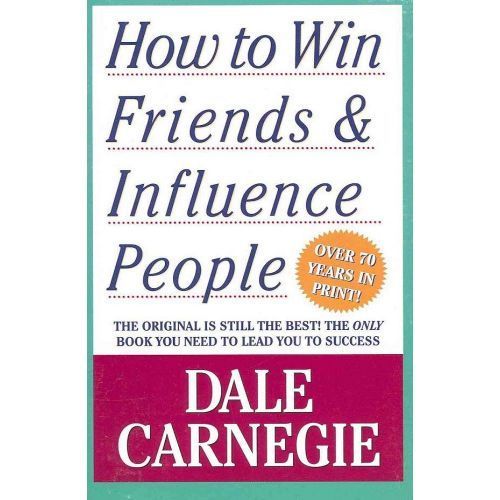 How to Win
Friends &
Influence
People
OVER 70
YEARS IN
PRINT!
THE ORIGINAL IS STILL THE BEST! THE ONLY
BOOK YOU NEED TO LEAD YOU TO SUCCESS
DALE
CARNEGIE